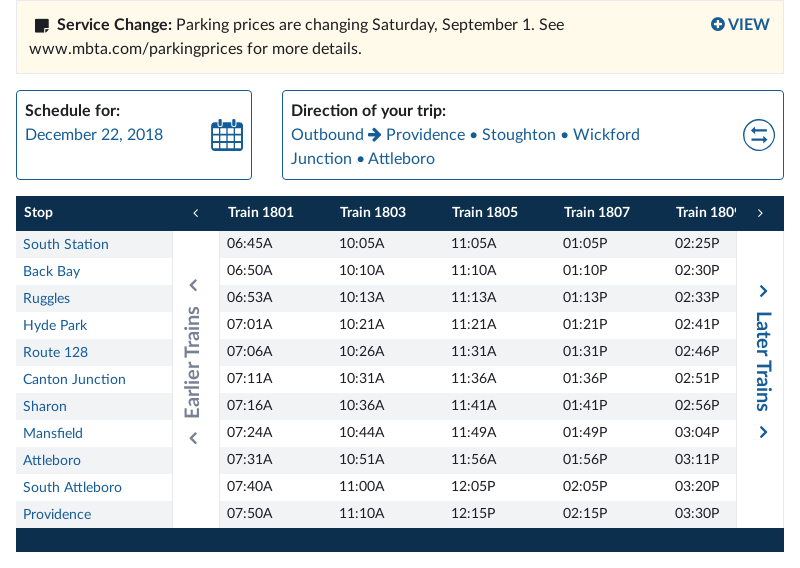 Service Change: Parking prices are changing Saturday, September 1. See
www.mbta.com/parkingprices for more details.
VIEW
Schedule for:
December 22, 2018
Direction of your trip:
Outbound → Providence • Stoughton • Wickford
Junction • Attleboro
Stop ‹ Train 1801 Train 1803 Train 1805 Train 1807 Train 1809 ›
South Station 06:45A 10:05A 11:05A 01:05P 02:25P
Back Bay 06:50A 10:10A 11:10A 01:10P 02:30P
Ruggles 06:53A 10:13A 11:13A 01:13P 02:33P
Hyde Park 07:01A 10:21A 11:21A 01:21P 02:41P
Route 128 07:06A 10:26A 11:31A 01:31P 02:46P
Canton Junction 07:11A 10:31A 11:36A 01:36P 02:51P
Sharon 07:16A 10:36A 11:41A 01:41P 02:56P
Mansfield 07:24A 10:44A 11:49A 01:49P 03:04P
Attleboro 07:31A 10:51A 11:56A 01:56P 03:11P
South Attleboro 07:40A 11:00A 12:05P 02:05P 03:20P
Providence 07:50A 11:10A 12:15P 02:15P 03:30P
Earlier Trains
Later Trains